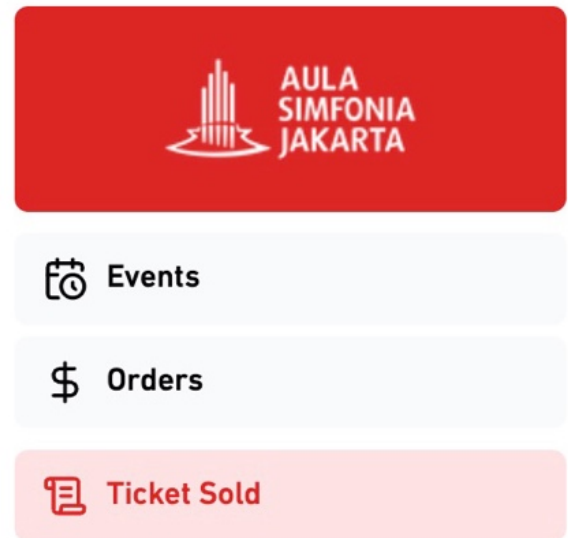 AULA
SIMFONIA
JAKARTA
Events
Orders
Ticket Sold